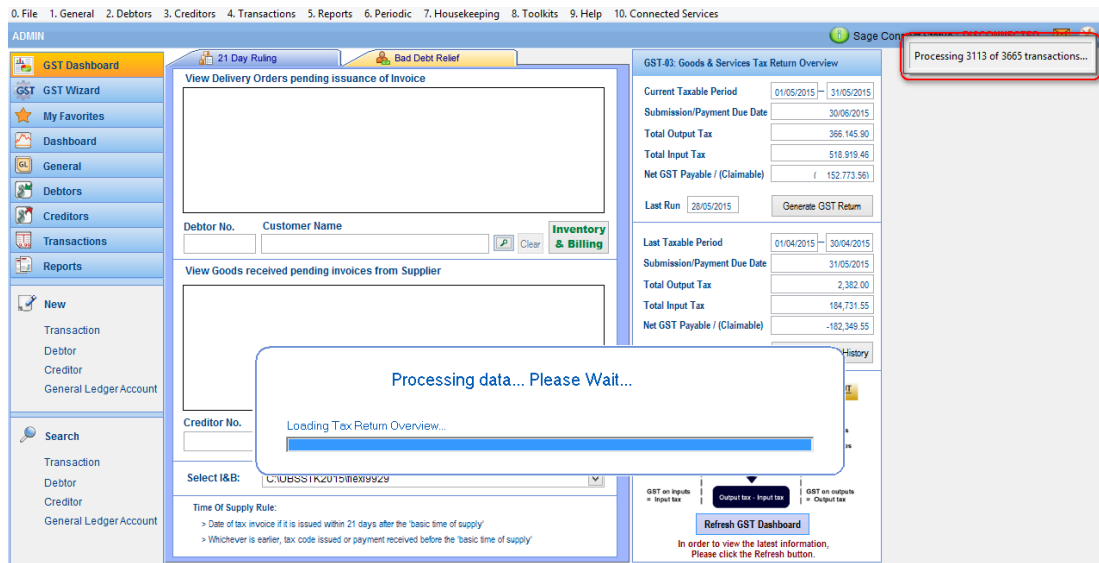 0. File 1. General 2. Debtors 3. Creditors 4. Transactions 5. Reports 6. Periodic 7. Housekeeping 8. Toolkits 9. Help 10. Connected Services
ADMIN
Sage Con
Processing 3113 of 3665 transactions...
GST Dashboard
GST GST Wizard
My Favorites
Dashboard
GL General
Debtors
Creditors
Transactions
Reports
New
Transaction
Debtor
Creditor
General Ledger Account
Search
Transaction
Debtor
Creditor
General Ledger Account
21 Day Ruling
Bad Debt Relief
View Delivery Orders pending issuance of Invoice
Debtor No. Customer Name
Clear
Inventory
& Billing
View Goods received pending invoices from Supplier
Creditor No.
Processing data... Please Wait...
Loading Tax Return Overview...
Select I&B: C:\UBSSTK2015\flexi9929
Time Of Supply Rule:
> Date of tax invoice if it is issued within 21 days after the 'basic time of supply'
> Whichever is earlier, tax code issued or payment received before the 'basic time of supply'
GST-03: Goods & Services Tax Return Overview
Current Taxable Period 01/05/2015 – 31/05/2015
Submission/Payment Due Date 30/06/2015
Total Output Tax 366.145.90
Total Input Tax 518.919.46
Net GST Payable / (Claimable) ( 152.773.56)
Last Run 28/05/2015 Generate GST Return
Last Taxable Period 01/04/2015 – 30/04/2015
Submission/Payment Due Date 31/05/2015
Total Output Tax 2,382.00
Total Input Tax 184,731.55
Net GST Payable / (Claimable) -182,349.55
History
GST on inputs
= Input tax
Output tax - Input tax
GST on outputs
= Output tax
Refresh GST Dashboard
In order to view the latest information,
Please click the Refresh button.